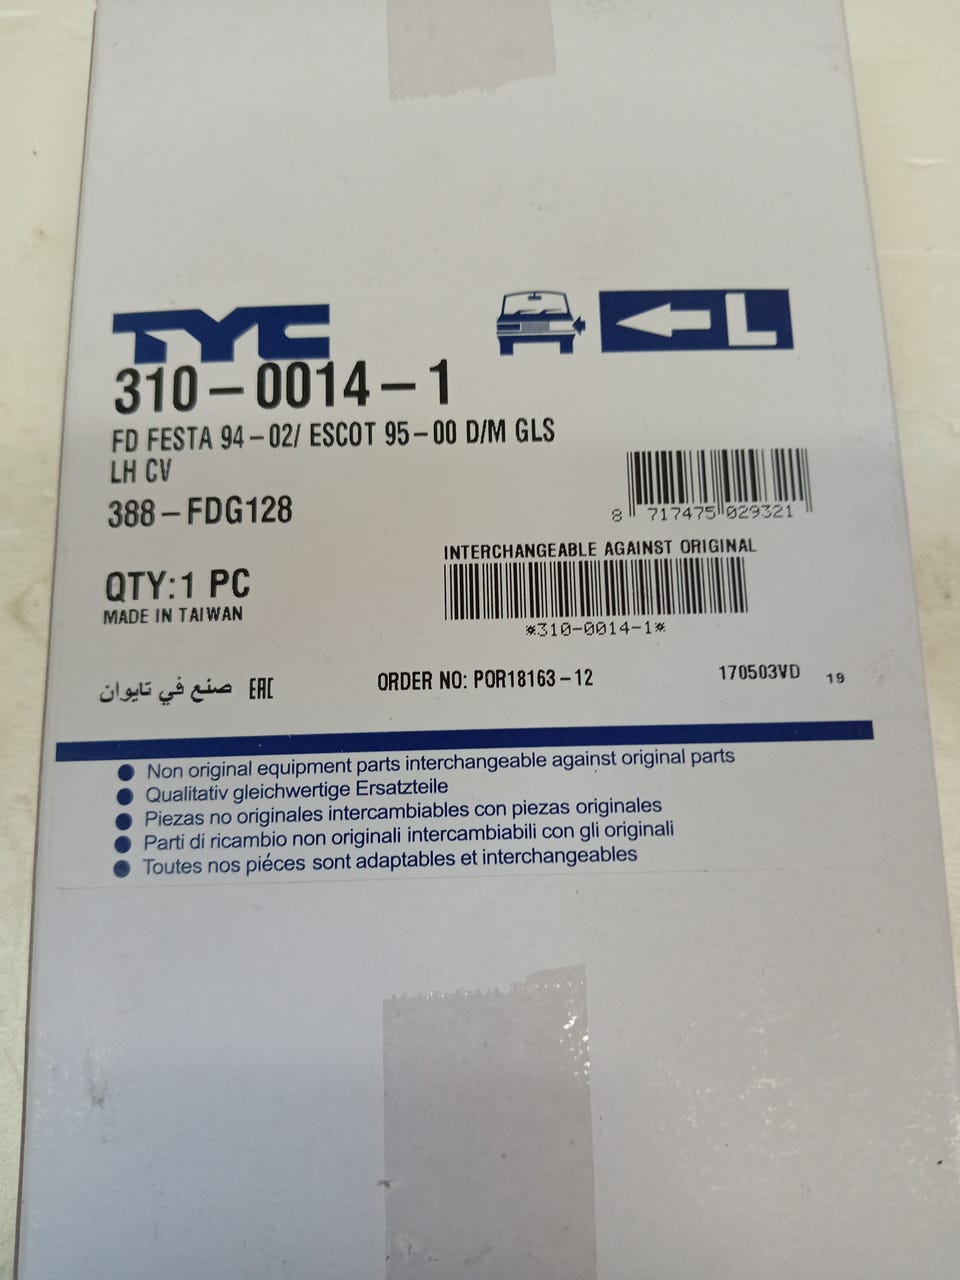 TYC
L
310-0014-1
FD FESTA 94-02/ ESCOT 95-00 D/M GLS
LH CV
388-FDG128
8 717475 029321
INTERCHANGEABLE AGAINST ORIGINAL
QTY:1 PC
MADE IN TAIWAN
*310-0014-1*
صنع في تايوان EAC
ORDER NO: POR18163-12
170503VD 19
Non original equipment parts interchangeable against original parts
Qualitativ gleichwertige Ersatzteile
Piezas no originales intercambiables con piezas originales
Parti di ricambio non originali intercambiabili con gli originali
Toutes nos piéces sont adaptables et interchangeables